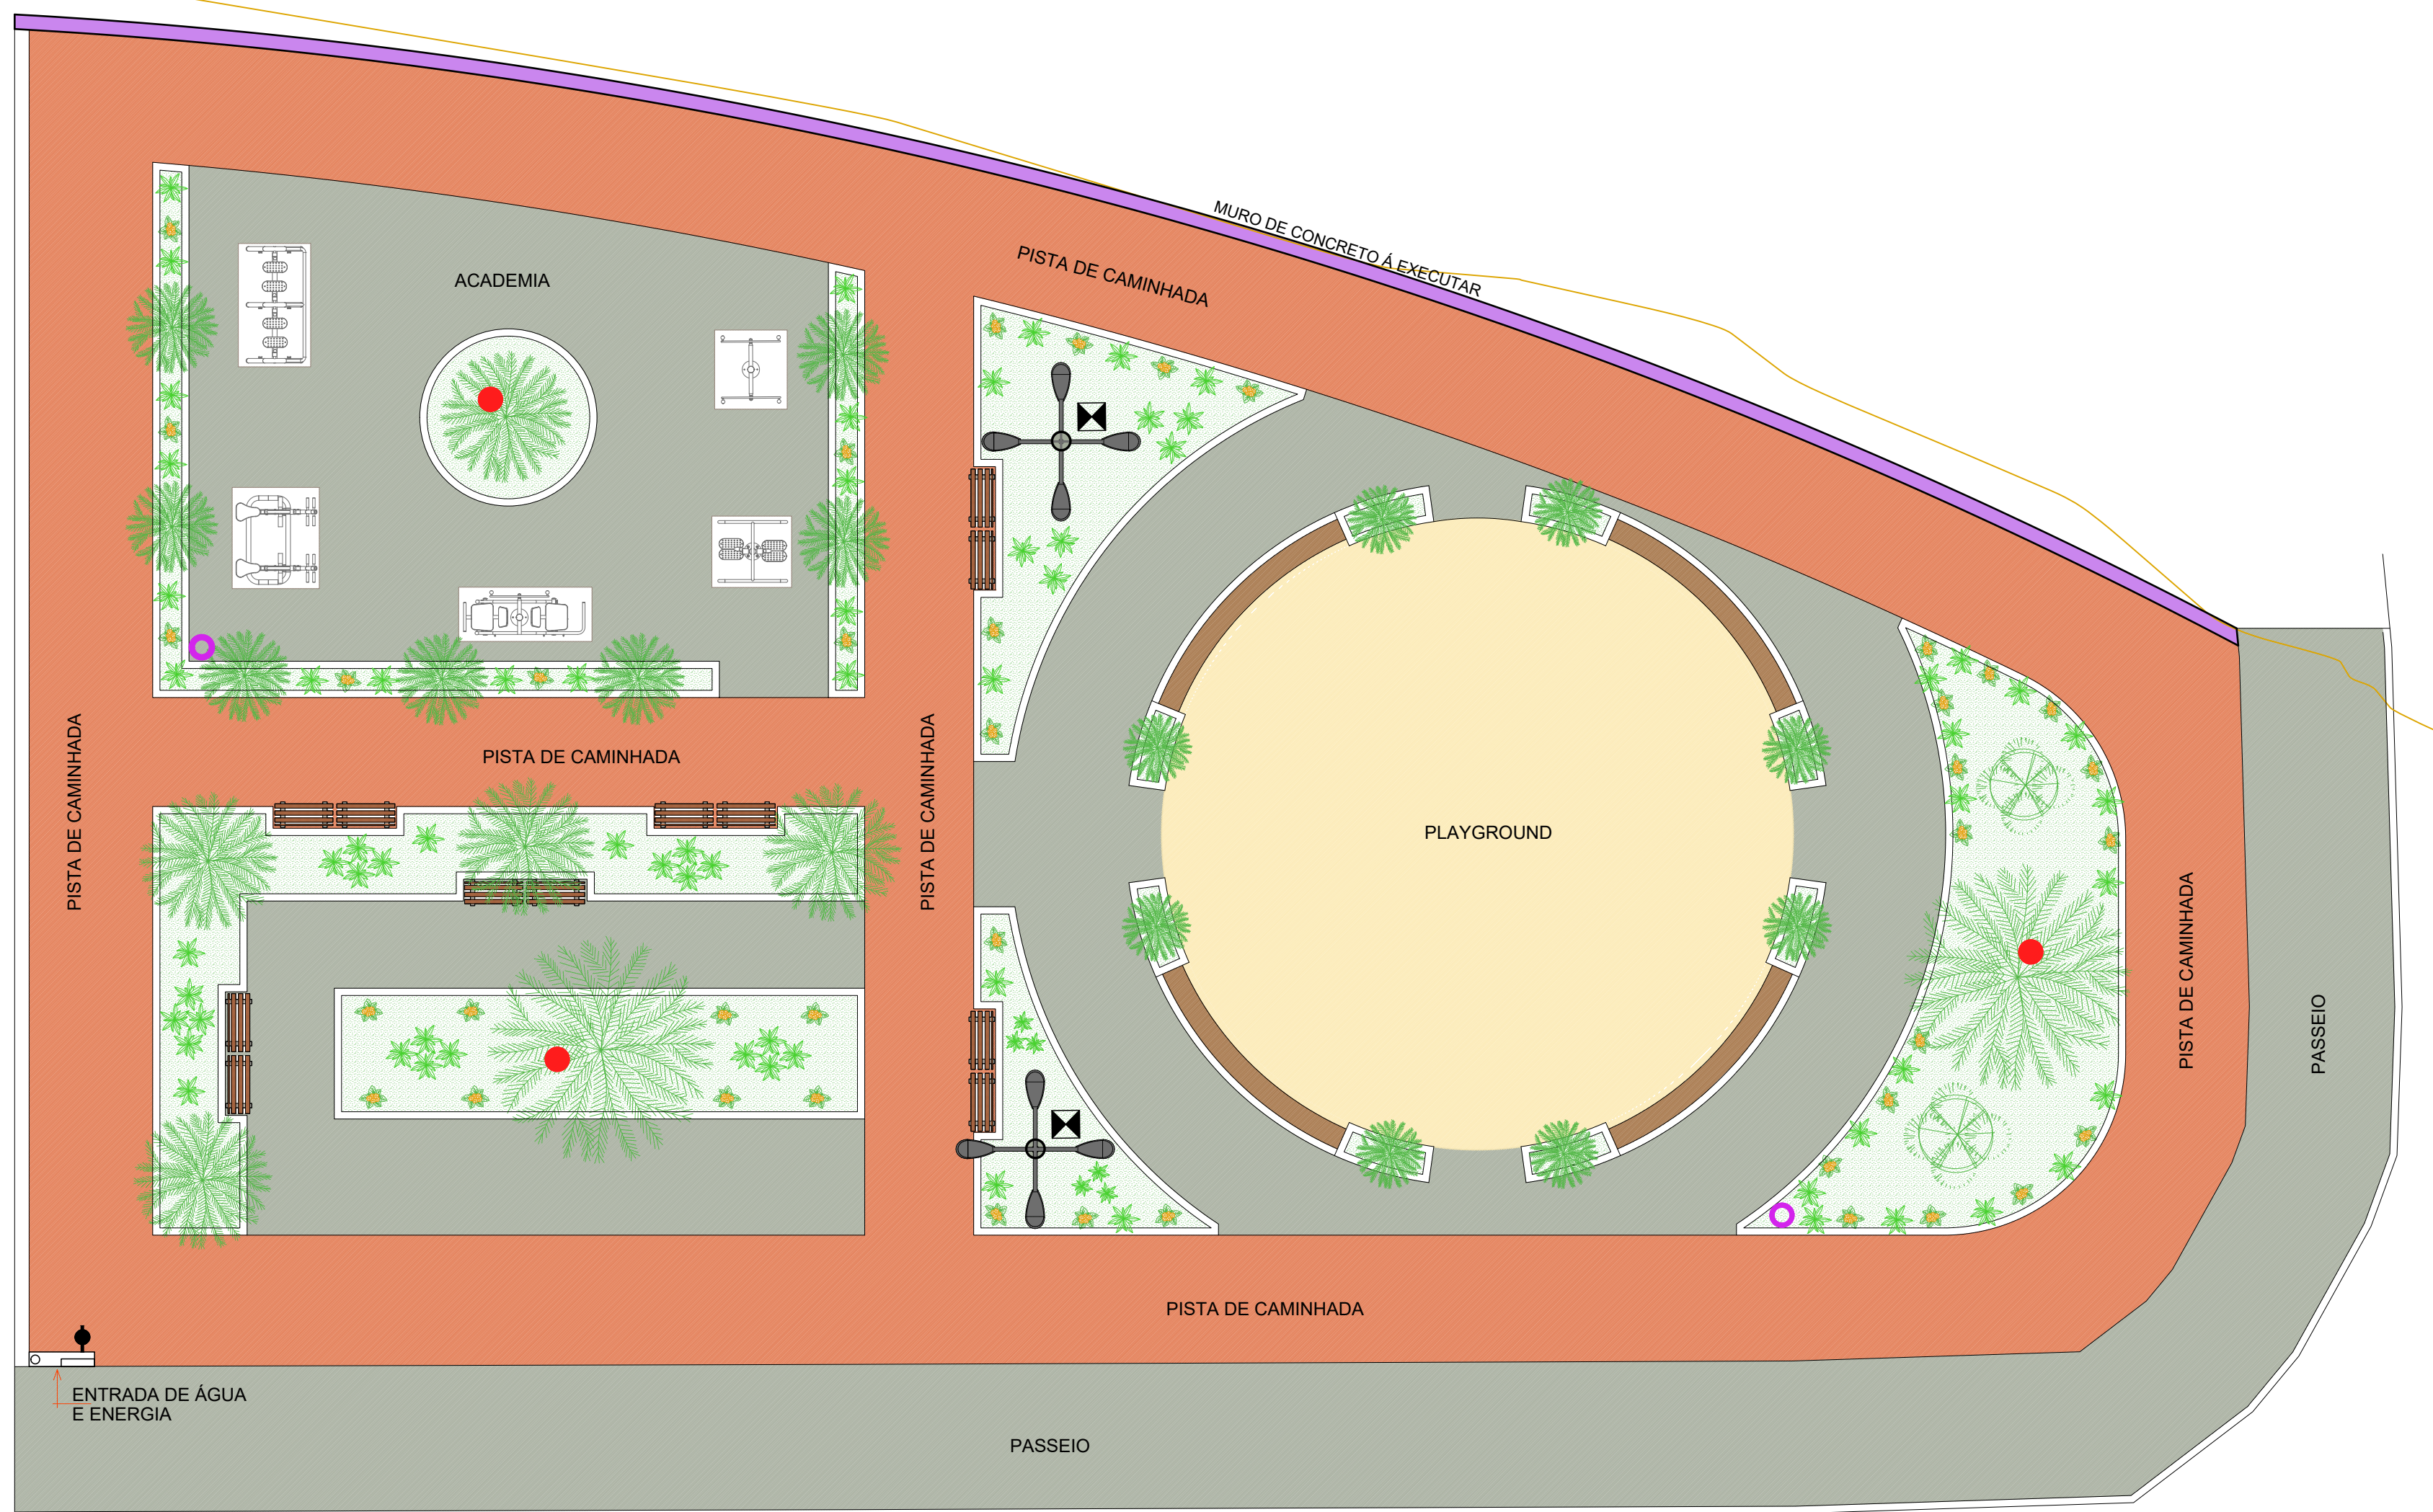 MURO DE CONCRETO Á EXECUTAR
PISTA DE CAMINHADA
ACADEMIA
PISTA DE CAMINHADA
PISTA DE CAMINHADA
PISTA DE CAMINHADA
PLAYGROUND
PISTA DE CAMINHADA
PASSEIO
PISTA DE CAMINHADA
ENTRADA DE ÁGUA
E ENERGIA
PASSEIO